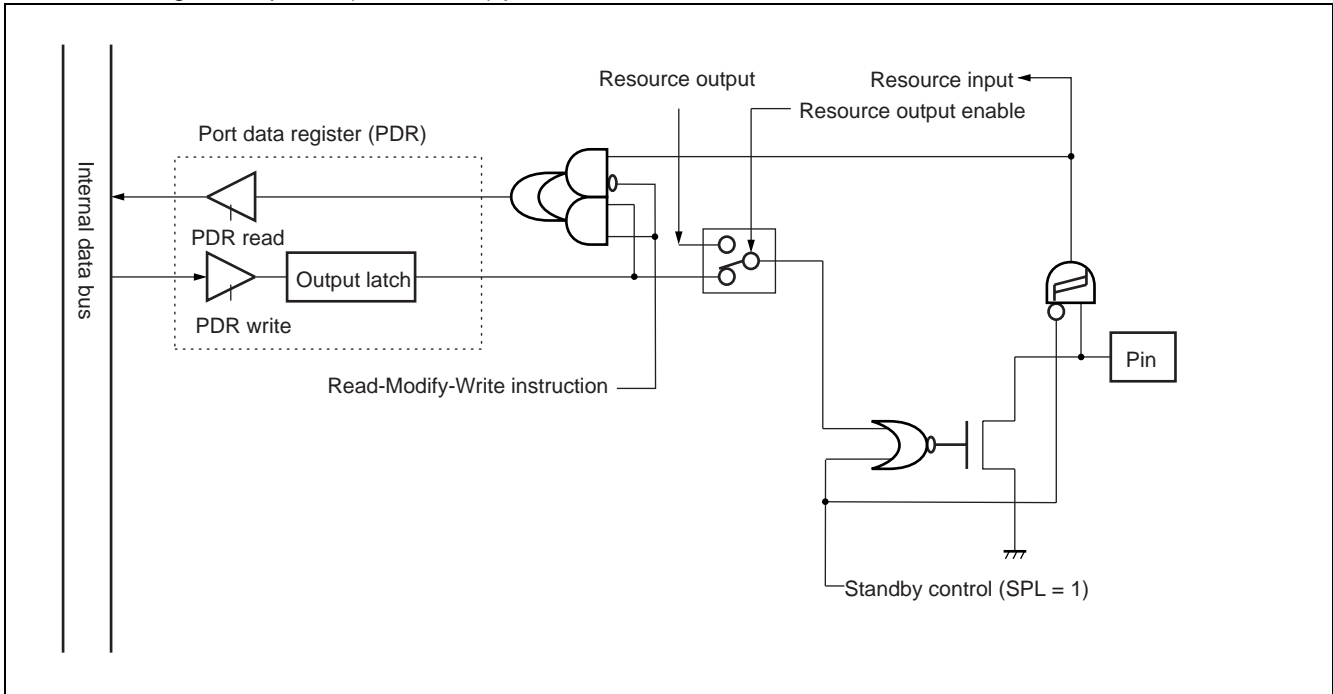 Resource output
Resource input
Resource output enable
Port data register (PDR)
Internal data bus
PDR read
Output latch
PDR write
Read-Modify-Write instruction
Pin
Standby control (SPL = 1)